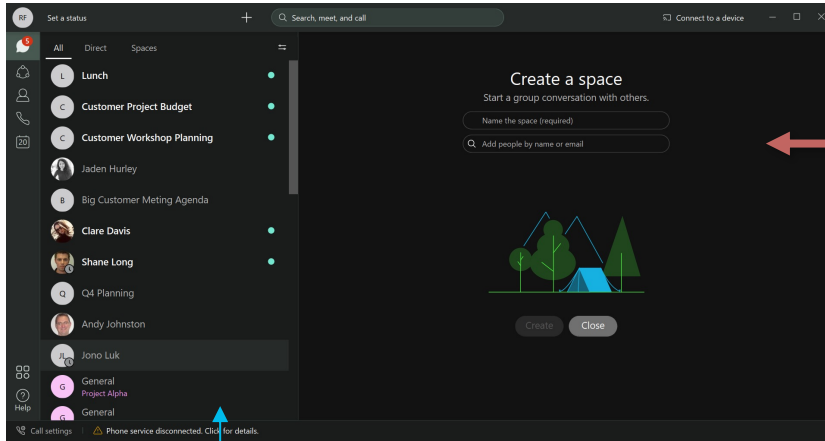 RF
Set a status
+
Search, meet, and call
Connect to a device
5
All Direct Spaces
L Lunch
C Customer Project Budget
C Customer Workshop Planning
20
Jaden Hurley
B Big Customer Meting Agenda
Clare Davis
Shane Long
Q Q4 Planning
Andy Johnston
JL Jono Luk
G General
Project Alpha
G General
Help
Call settings
Phone service disconnected. Click for details.
Create a space
Start a group conversation with others.
Name the space (required)
Add people by name or email
Create Close